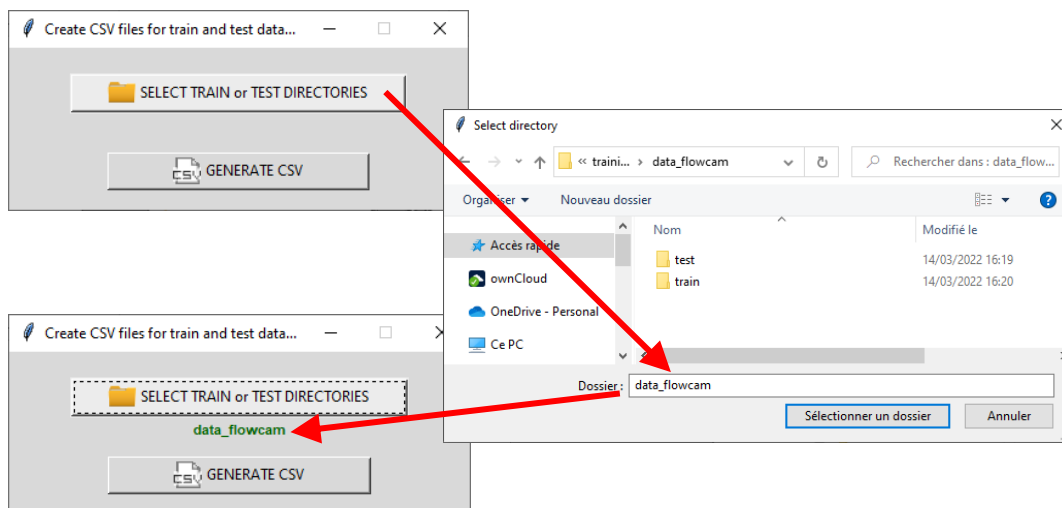 Create CSV files for train and test data...
SELECT TRAIN or TEST DIRECTORIES
CSV GENERATE CSV
Select directory
« traini... › data_flowcam
Rechercher dans : data_flow...
Organiser
Nouveau dossier
Nom
Modifié le
Accès rapide
test
14/03/2022 16:19
train
14/03/2022 16:20
ownCloud
OneDrive - Personal
Ce PC
Dossier : data_flowcam
Sélectionner un dossier
Annuler
Create CSV files for train and test data...
SELECT TRAIN or TEST DIRECTORIES
data_flowcam
CSV GENERATE CSV